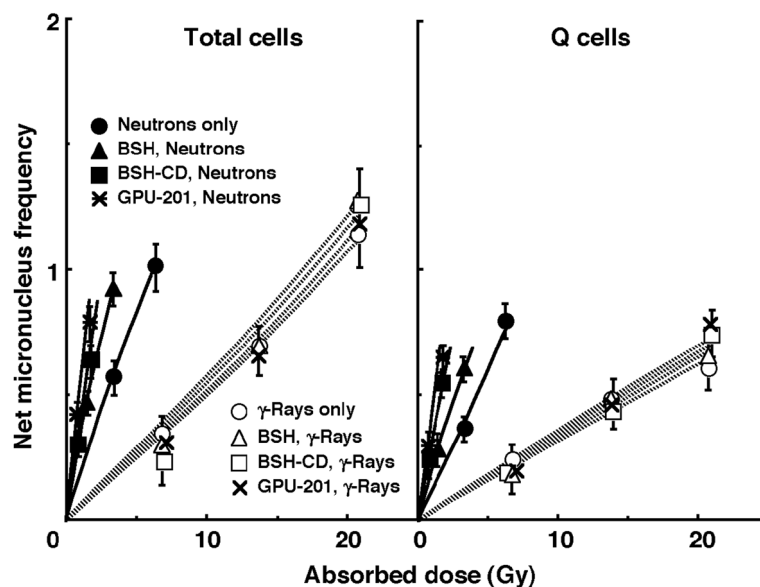 2
Total cells
Q cells
Neutrons only
BSH, Neutrons
BSH-CD, Neutrons
GPU-201, Neutrons
Net micronucleus frequency
1
γ-Rays only
BSH, γ-Rays
BSH-CD, γ-Rays
GPU-201, γ-Rays
0 10 20 0 10 20
Absorbed dose (Gy)